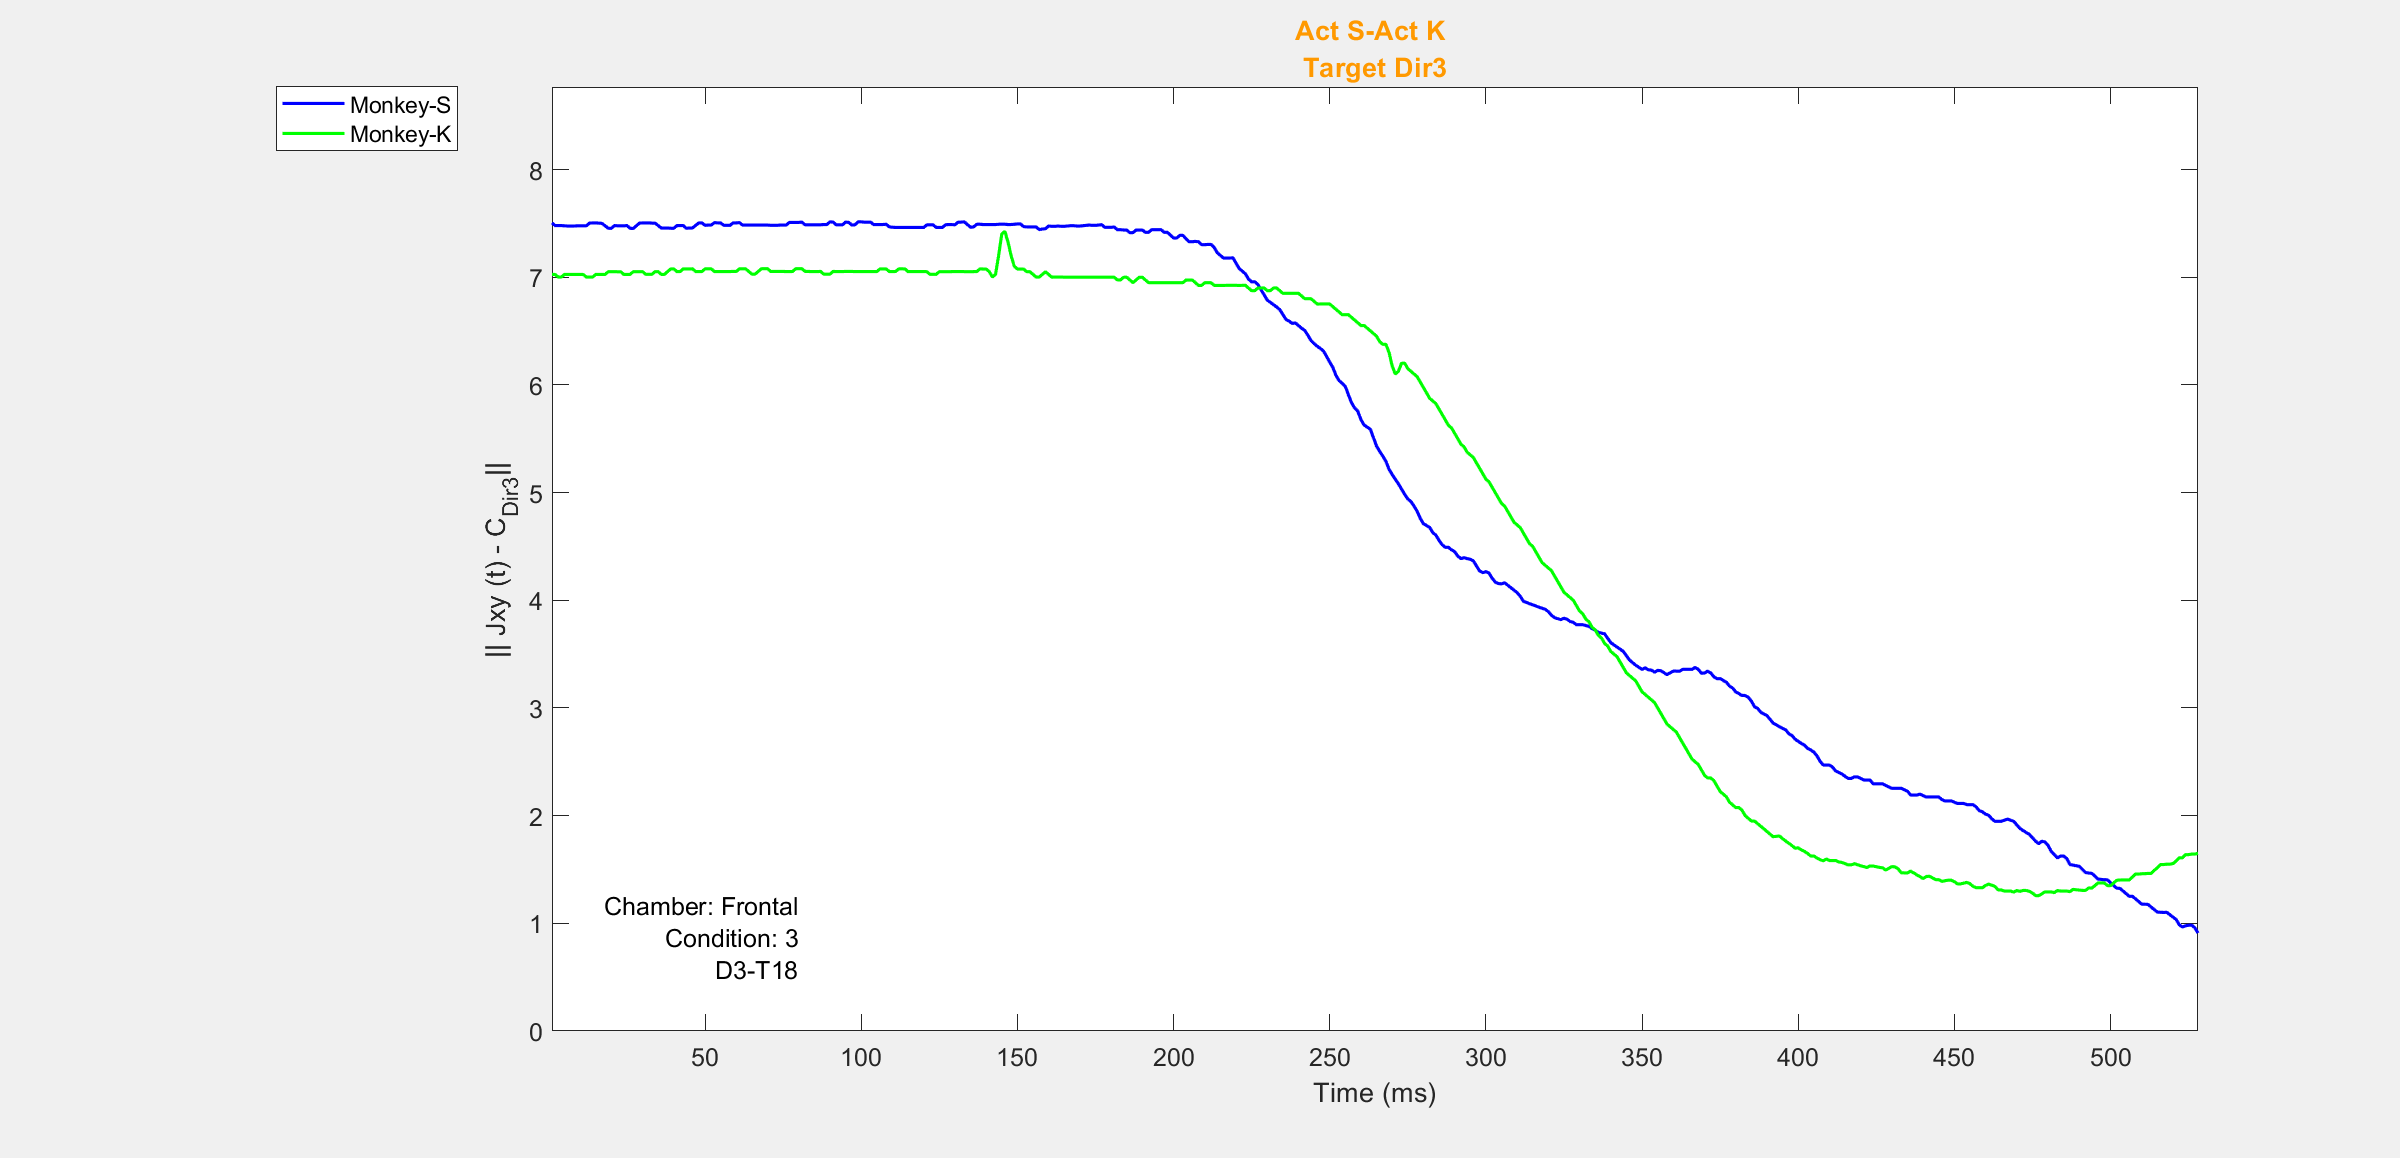 Act S-Act K
Target Dir3
Monkey-S
Monkey-K
8
7
6
5
4
3
2
1
0
|| Jxy (t) - C_Dir3||
Chamber: Frontal
Condition: 3
D3-T18
50 100 150 200 250 300 350 400 450 500
Time (ms)